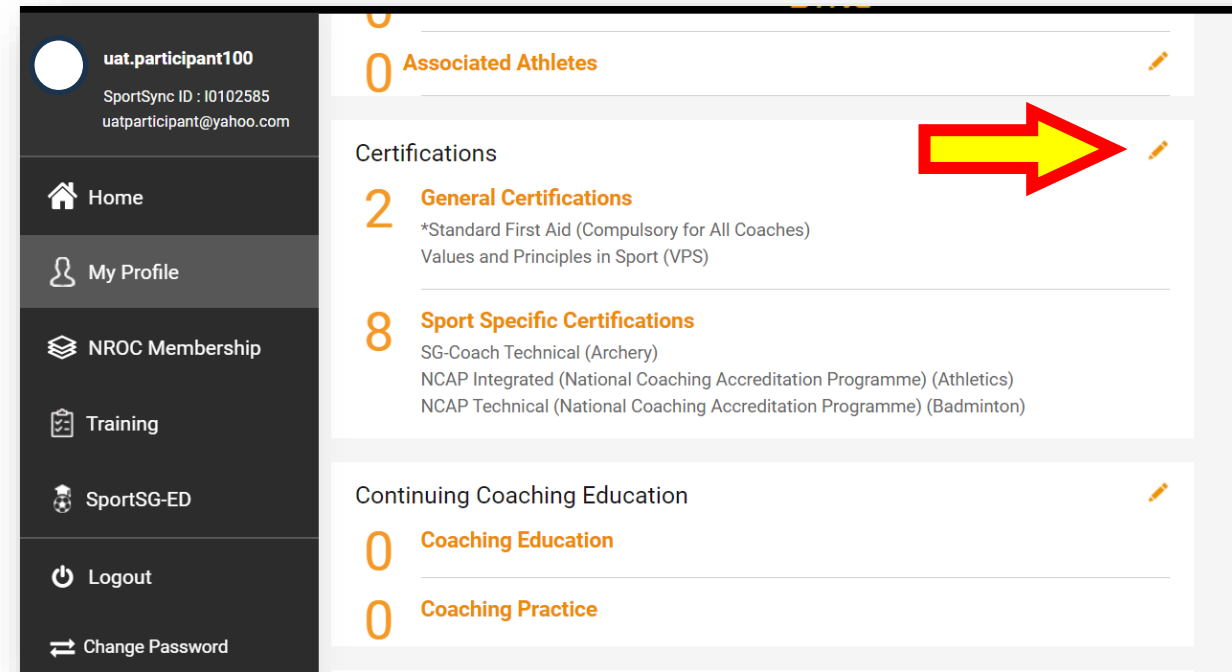 uat.participant100
SportSync ID : I0102585
uatparticipant@yahoo.com
Home
My Profile
NROC Membership
Training
SportSG-ED
Logout
Change Password
0 Associated Athletes
Certifications
2 General Certifications
*Standard First Aid (Compulsory for All Coaches)
Values and Principles in Sport (VPS)
8 Sport Specific Certifications
SG-Coach Technical (Archery)
NCAP Integrated (National Coaching Accreditation Programme) (Athletics)
NCAP Technical (National Coaching Accreditation Programme) (Badminton)
Continuing Coaching Education
0 Coaching Education
0 Coaching Practice